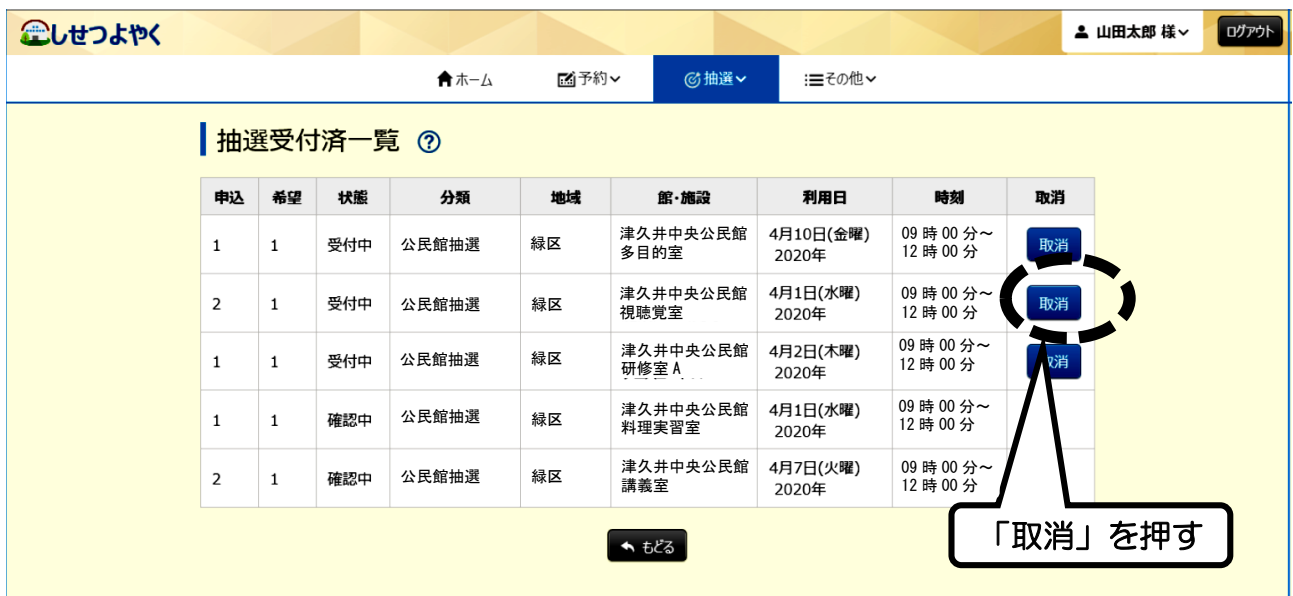 しせつよやく
山田太郎 様
ログアウト
ホーム 予約 抽選 その他
抽選受付済一覧 ?
申込 希望 状態 分類 地域 館・施設 利用日 時刻 取消
1 1 受付中 公民館抽選 緑区 津久井中央公民館 4月10日(金曜) 09 時 00 分～ 取消
多目的室 2020年 12 時 00 分
2 1 受付中 公民館抽選 緑区 津久井中央公民館 4月1日(水曜) 09 時 00 分～ 取消
視聴覚室 2020年 12 時 00 分
1 1 受付中 公民館抽選 緑区 津久井中央公民館 4月2日(木曜) 09 時 00 分～ 取消
研修室 A 2020年 12 時 00 分
1 1 確認中 公民館抽選 緑区 津久井中央公民館 4月1日(水曜) 09 時 00 分～
料理実習室 2020年 12 時 00 分
2 1 確認中 公民館抽選 緑区 津久井中央公民館 4月7日(火曜) 09 時 00 分～
講義室 2020年 12 時 00 分
もどる
「取消」を押す